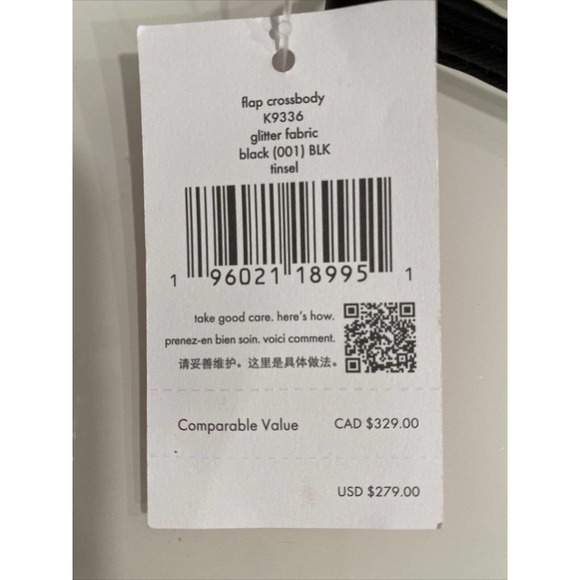 flap crossbody
K9336
glitter fabric
black (001) BLK
tinsel
1 96021 18995 1
take good care. here's how.
prenez-en bien soin. voici comment.
请妥善维护。这里是具体做法。
Comparable Value CAD $329.00
USD $279.00